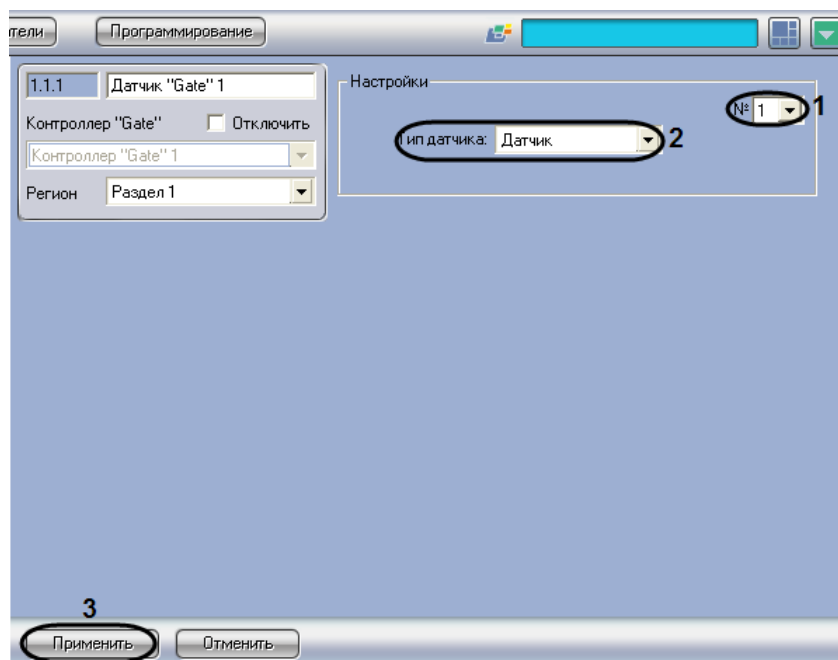 тели Программирование
1.1.1 Датчик "Gate" 1
Настройки
№ 1 1
Контроллер "Gate" Отключить
Тип датчика: Датчик 2
Контроллер "Gate" 1
Регион Раздел 1
3
Применить Отменить